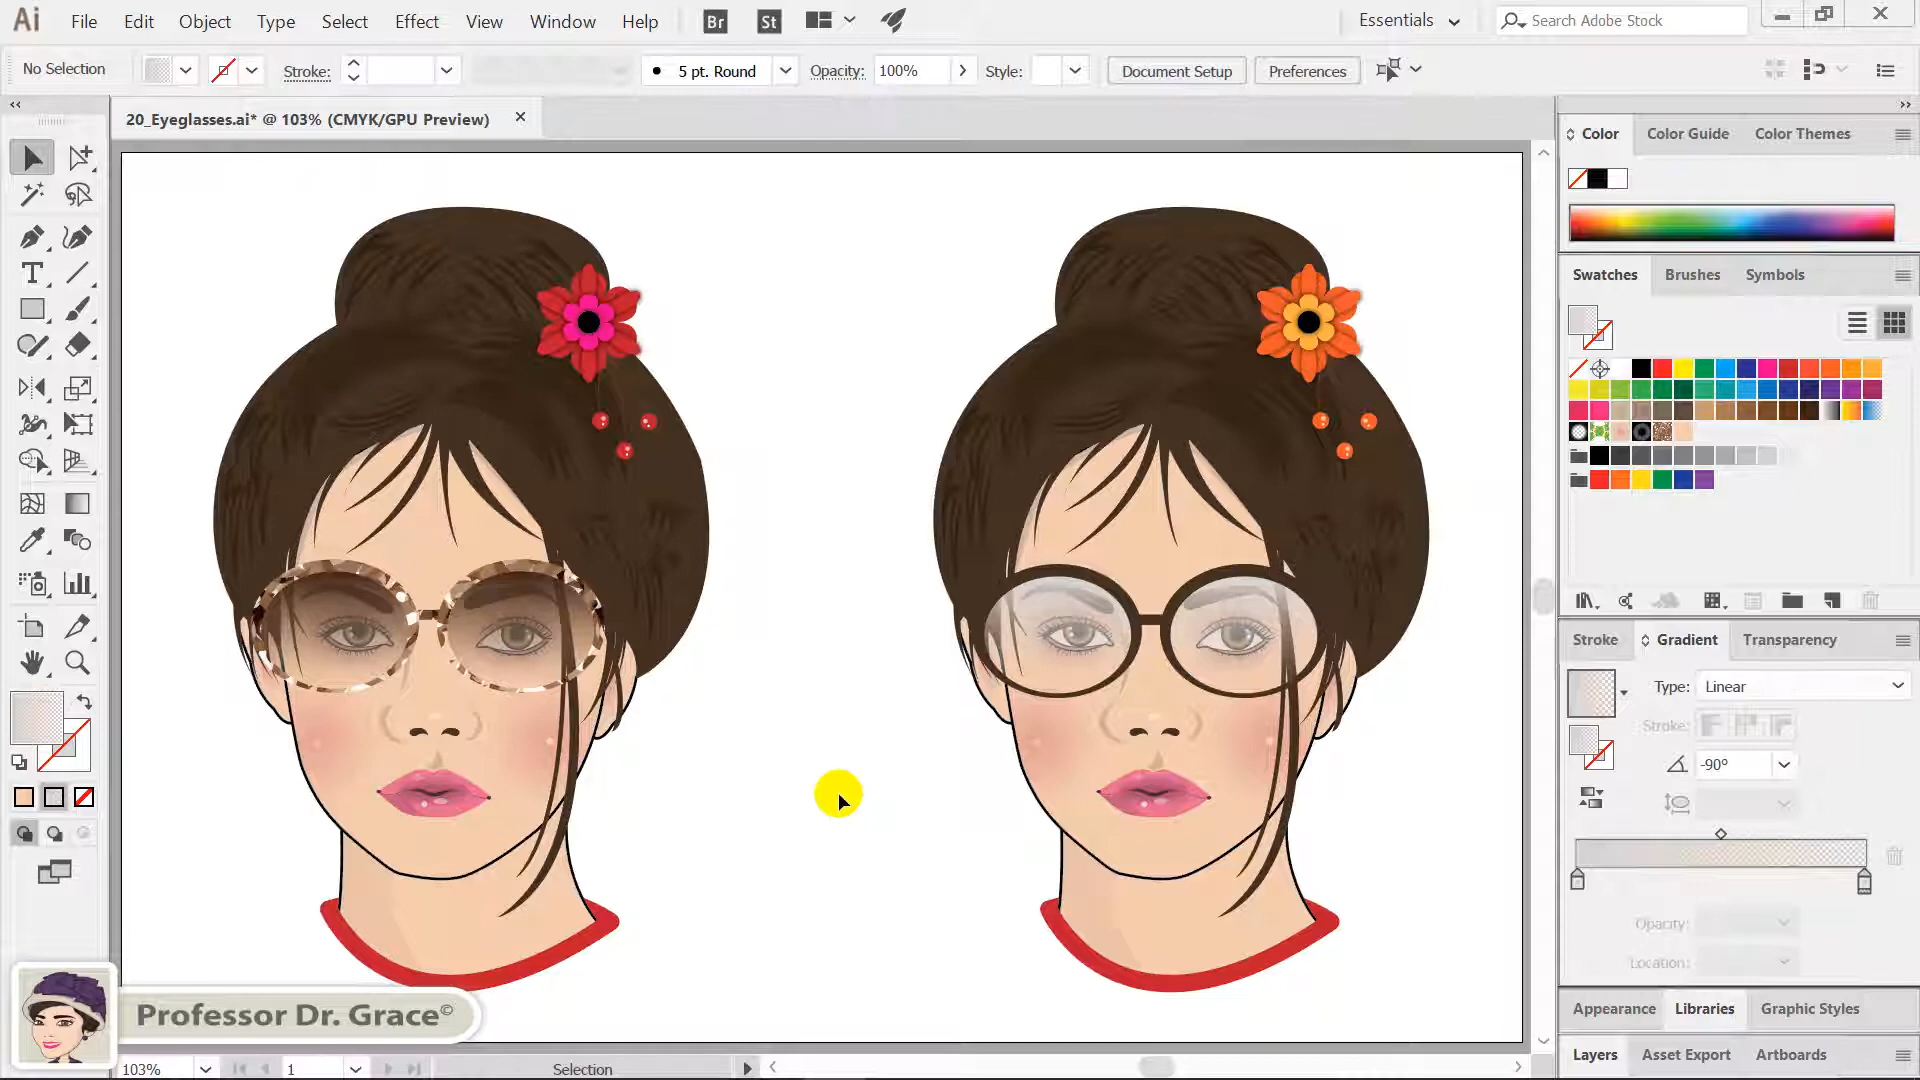 Ai File Edit Object Type Select Effect View Window Help Br St Essentials Search Adobe Stock
No Selection Stroke: 5 pt. Round Opacity: 100% Style: Document Setup Preferences
20_Eyeglasses.ai* @ 103% (CMYK/GPU Preview)
Color Color Guide Color Themes
Swatches Brushes Symbols
Stroke Gradient Transparency
Type: Linear
Stroke:
-90°
Opacity:
Location:
Appearance Libraries Graphic Styles
Layers Asset Export Artboards
Professor Dr. Grace©
103% 1 Selection